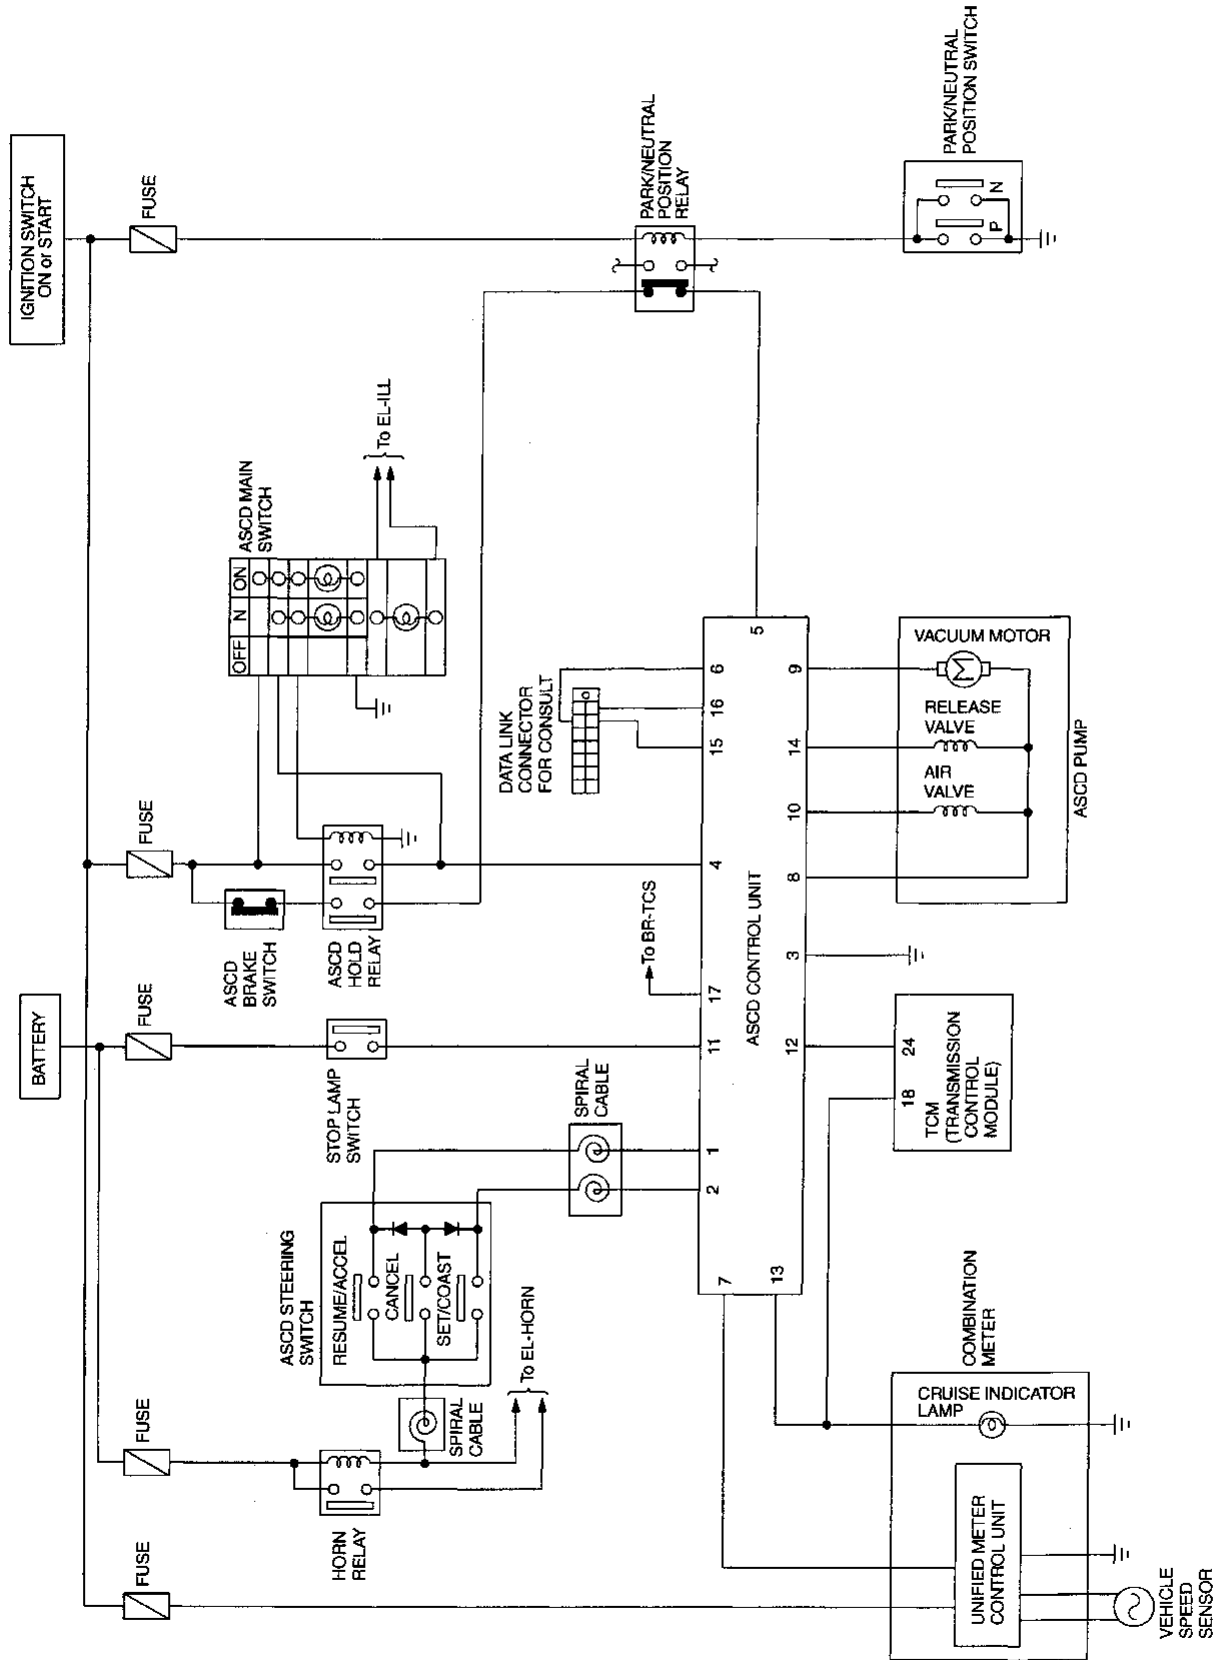 IGNITION SWITCH
ON or START
FUSE
PARK/NEUTRAL
POSITION
RELAY
PARK/NEUTRAL
POSITION SWITCH
P
N
ASCD MAIN
SWITCH
OFF
N
ON
To EL-ILL
FUSE
ASCD
BRAKE
SWITCH
ASCD
HOLD
RELAY
DATA LINK
CONNECTOR
FOR CONSULT
BATTERY
FUSE
STOP LAMP
SWITCH
To BR-TCS
SPIRAL
CABLE
ASCD STEERING
SWITCH
RESUME/ACCEL
CANCEL
SET/COAST
FUSE
HORN
RELAY
SPIRAL
CABLE
To EL-HORN
FUSE
ASCD CONTROL UNIT
5
6
16
15
4
17
11
1
2
7
13
9
14
10
8
3
12
VACUUM MOTOR
M
RELEASE
VALVE
AIR
VALVE
ASCD PUMP
24
18
TCM
(TRANSMISSION
CONTROL
MODULE)
COMBINATION
METER
CRUISE INDICATOR
LAMP
UNIFIED METER
CONTROL UNIT
VEHICLE
SPEED
SENSOR